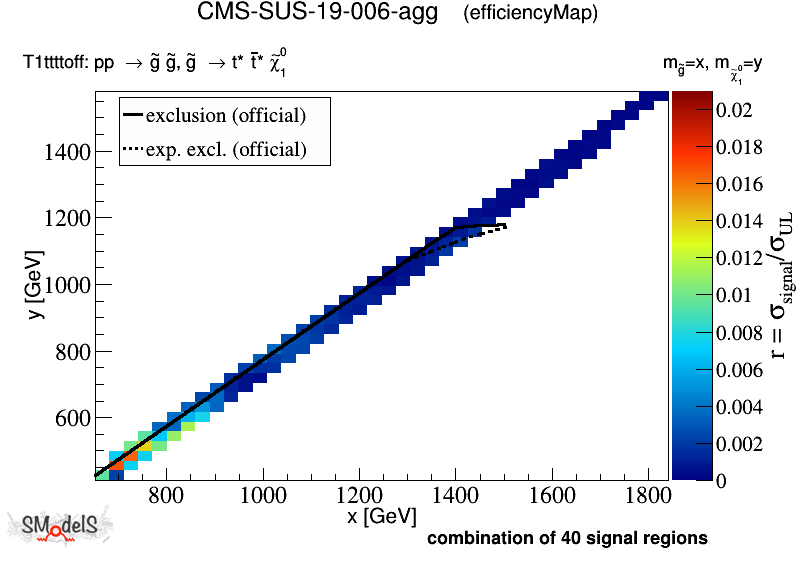 CMS-SUS-19-006-agg (efficiencyMap)
T1ttttoff: pp → g̃ g̃, g̃ → t* t̄* χ̃₁⁰
m_g̃=x, m_χ̃₁⁰=y
exclusion (official)
exp. excl. (official)
y [GeV]
1400
1200
1000
800
600
800 1000 1200 1400 1600 1800
x [GeV]
0.02
0.018
0.016
0.014
0.012
0.01
0.008
0.006
0.004
0.002
0
r = σ_signal/σ_UL
SModelS
combination of 40 signal regions